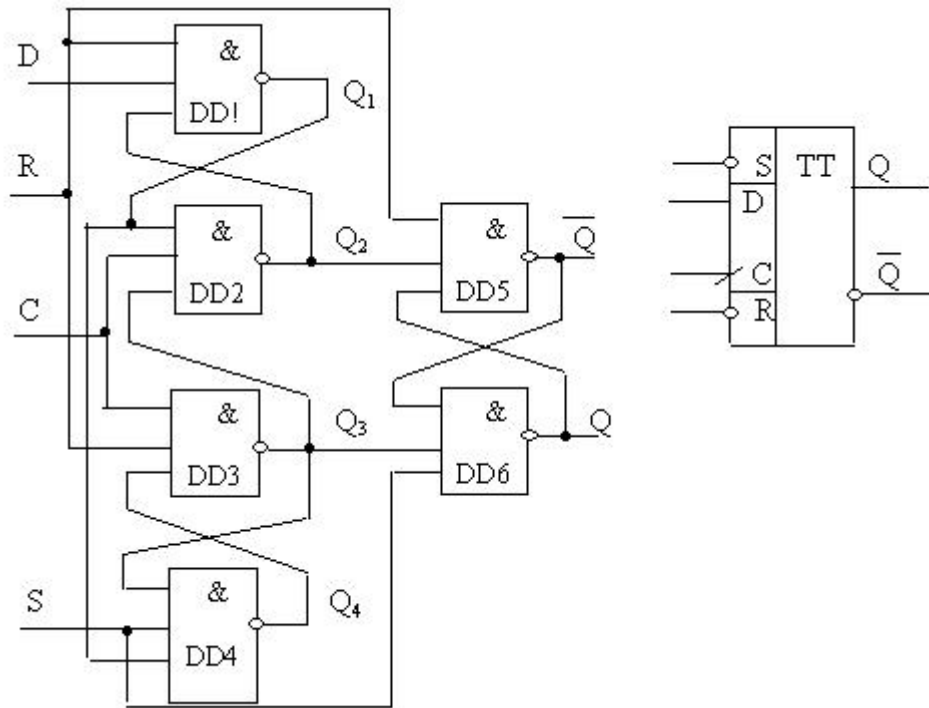 D
&
DD!
Q₁
R
&
DD2
Q₂
C
&
DD3
Q₃
S
&
DD4
Q₄
&
DD5
Q̅
&
DD6
Q
S TT Q
D
C Q̅
R